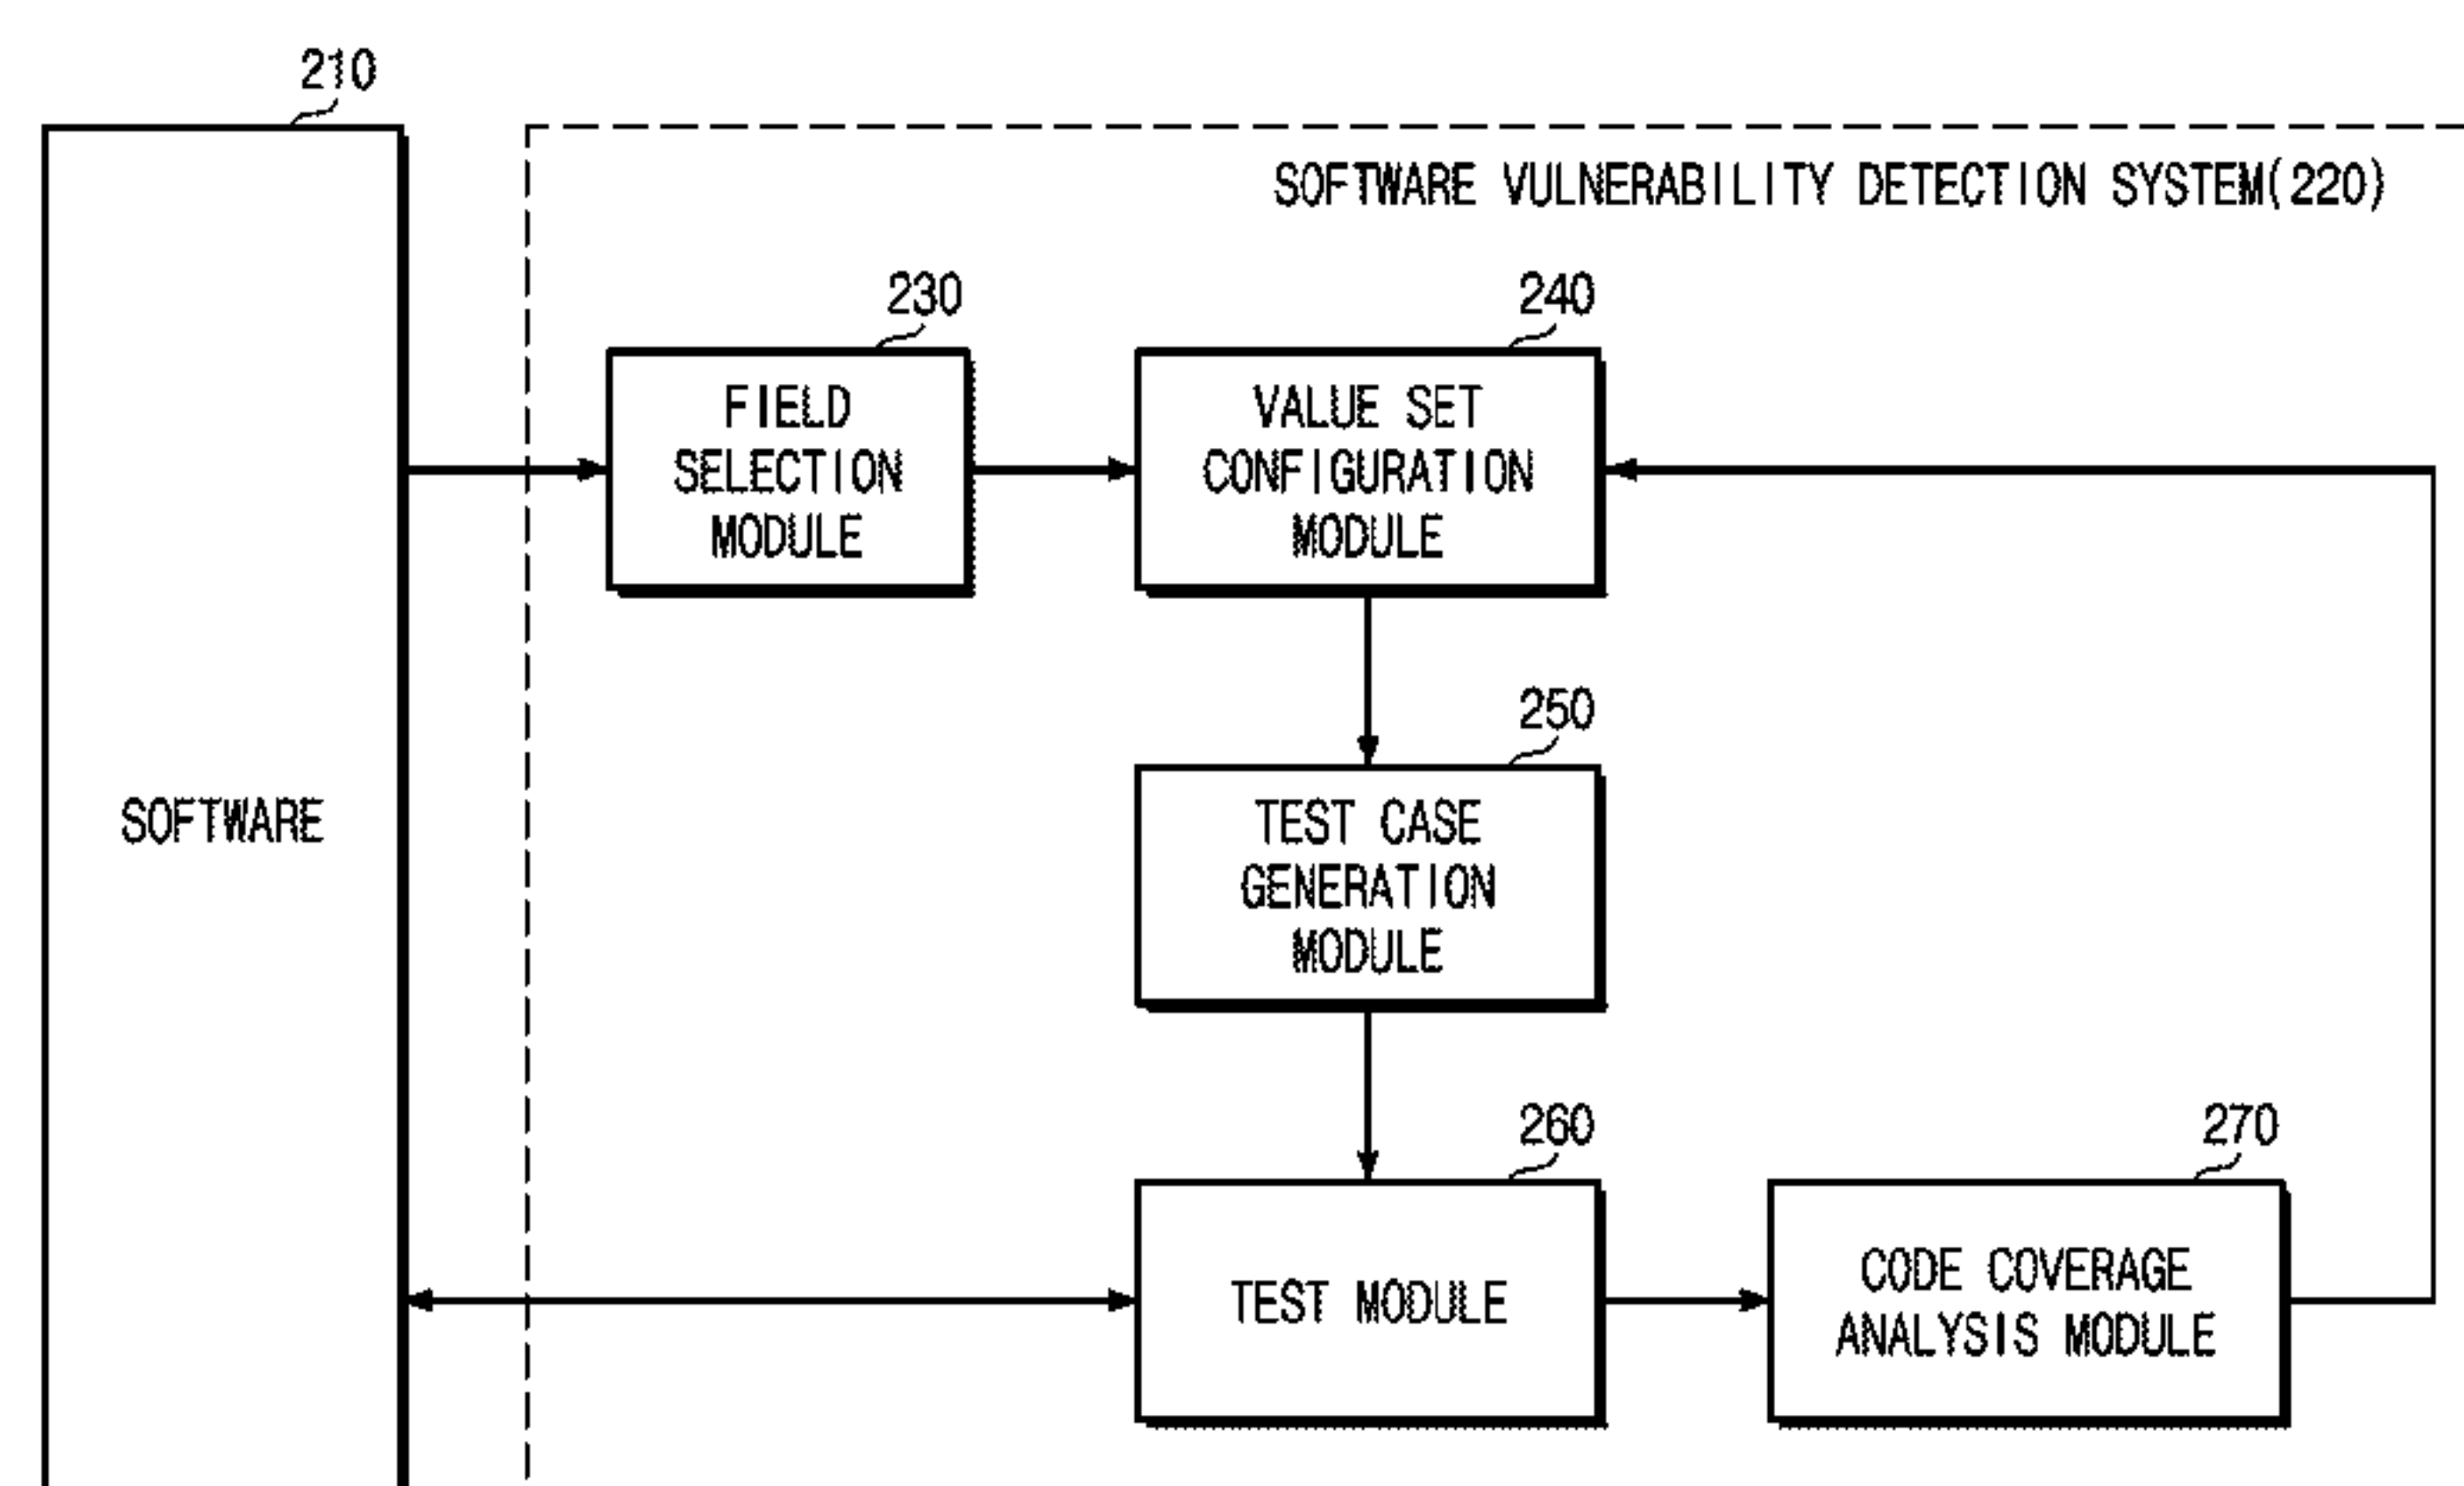 210
SOFTWARE VULNERABILITY DETECTION SYSTEM(220)
230
240
FIELD
SELECTION
MODULE
VALUE SET
CONFIGURATION
MODULE
250
SOFTWARE
TEST CASE
GENERATION
MODULE
260
270
TEST MODULE
CODE COVERAGE
ANALYSIS MODULE